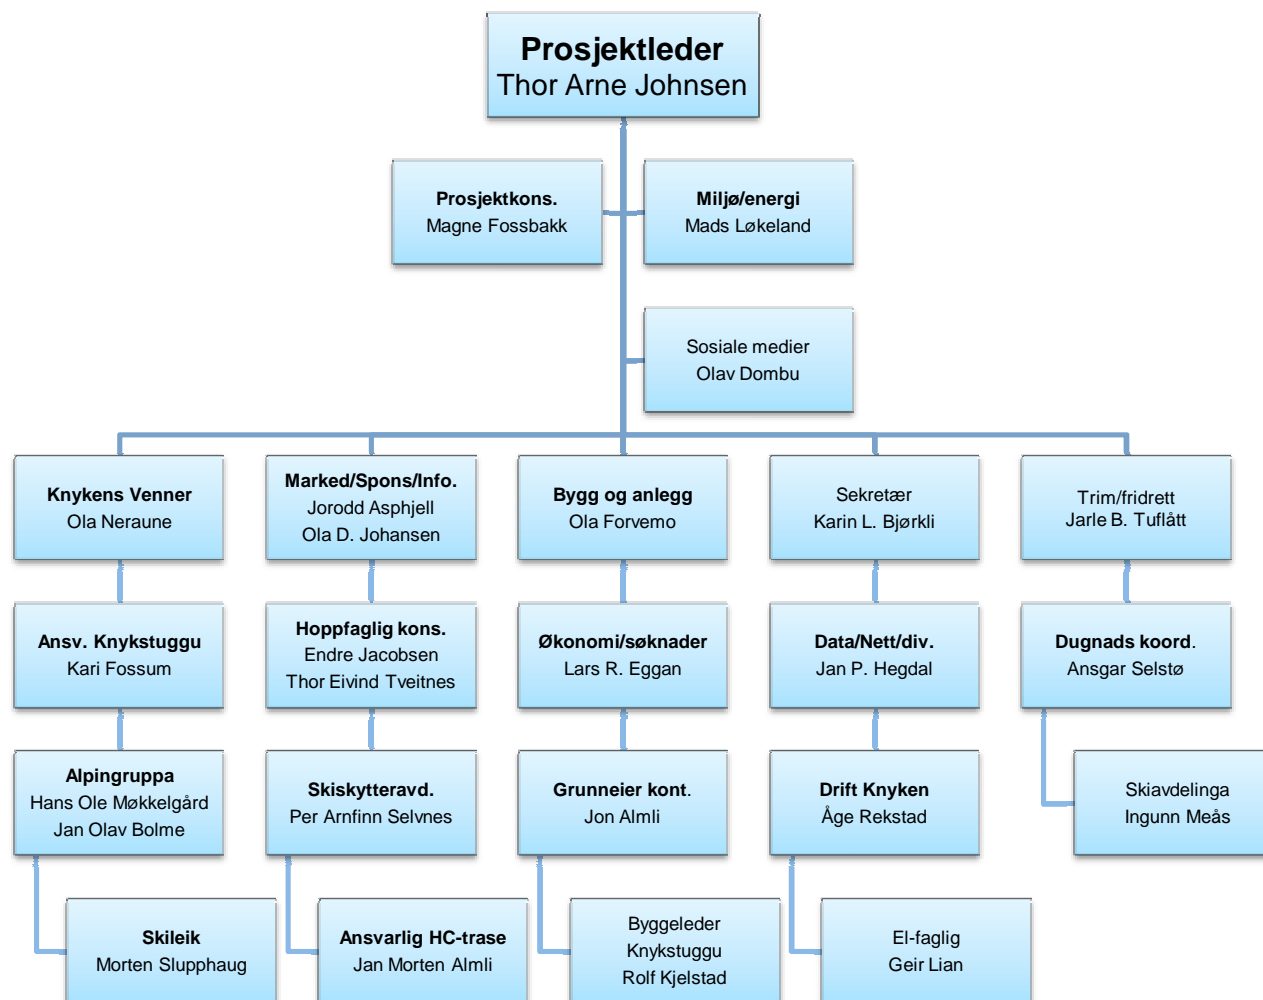 Prosjektleder
Thor Arne Johnsen
Prosjektkons.
Magne Fossbakk
Miljø/energi
Mads Løkeland
Sosiale medier
Olav Dombu
Knykens Venner
Ola Neraune
Marked/Spons/Info.
Jorodd Asphjell
Ola D. Johansen
Bygg og anlegg
Ola Forvemo
Sekretær
Karin L. Bjørkli
Trim/fridrett
Jarle B. Tuflått
Ansv. Knykstuggu
Kari Fossum
Hoppfaglig kons.
Endre Jacobsen
Thor Eivind Tveitnes
Økonomi/søknader
Lars R. Eggan
Data/Nett/div.
Jan P. Hegdal
Dugnads koord.
Ansgar Selstø
Alpingruppa
Hans Ole Møkkelgård
Jan Olav Bolme
Skiskytteravd.
Per Arnfinn Selvnes
Grunneier kont.
Jon Almli
Drift Knyken
Åge Rekstad
Skiavdelinga
Ingunn Meås
Skileik
Morten Slupphaug
Ansvarlig HC-trase
Jan Morten Almli
Byggeleder
Knykstuggu
Rolf Kjelstad
El-faglig
Geir Lian